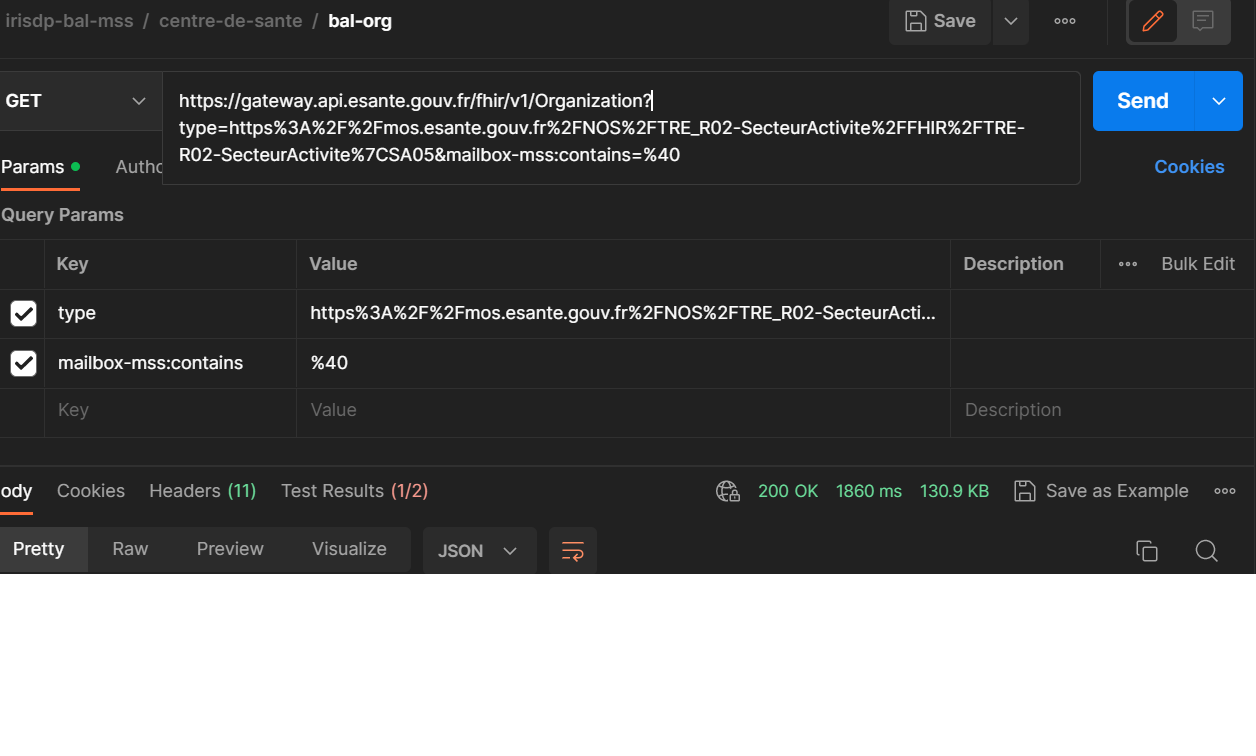 irisdp-bal-mss / centre-de-sante / bal-org
Save
GET
https://gateway.api.esante.gouv.fr/fhir/v1/Organization?
type=https%3A%2F%2Fmos.esante.gouv.fr%2FNOS%2FTRE_R02-SecteurActivite%2FFHIR%2FTRE-
R02-SecteurActivite%7CSA05&mailbox-mss:contains=%40
Send
Params
Autho
Cookies
Query Params
Key Value Description Bulk Edit
type https%3A%2F%2Fmos.esante.gouv.fr%2FNOS%2FTRE_R02-SecteurActi...
mailbox-mss:contains %40
Key Value Description
ody Cookies Headers (11) Test Results (1/2) 200 OK 1860 ms 130.9 KB Save as Example
Pretty Raw Preview Visualize JSON